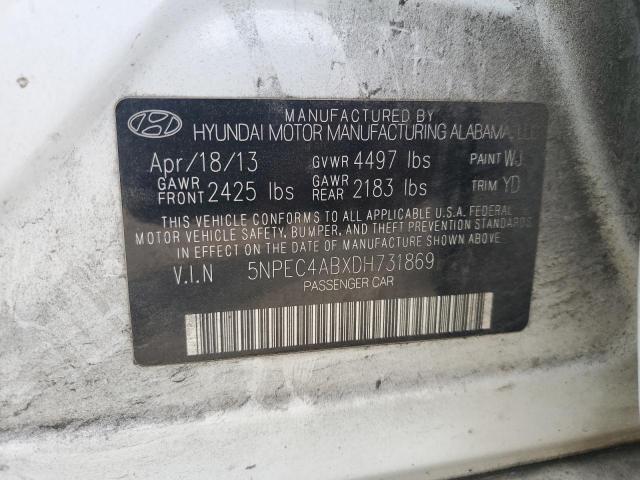 MANUFACTURED BY
HYUNDAI MOTOR MANUFACTURING ALABAMA, LLC
Apr/18/13 GVWR 4497 lbs PAINT WJ
GAWR FRONT 2425 lbs GAWR REAR 2183 lbs TRIM YD
THIS VEHICLE CONFORMS TO ALL APPLICABLE U.S.A. FEDERAL
MOTOR VEHICLE SAFETY, BUMPER, AND THEFT PREVENTION STANDARDS
IN EFFECT ON THE DATE OF MANUFACTURE SHOWN ABOVE.
V.I.N 5NPEC4ABXDH731869
PASSENGER CAR